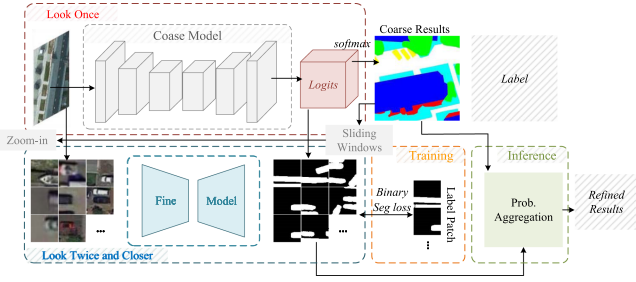 Look Once
Coase Model
softmax
Coarse Results
Logits
Label
Zoom-in
Sliding
Windows
Training
Inference
Fine
Model
Binary
Seg loss
Label Patch
Prob.
Aggregation
Refined
Results
...
...
...
Look Twice and Closer